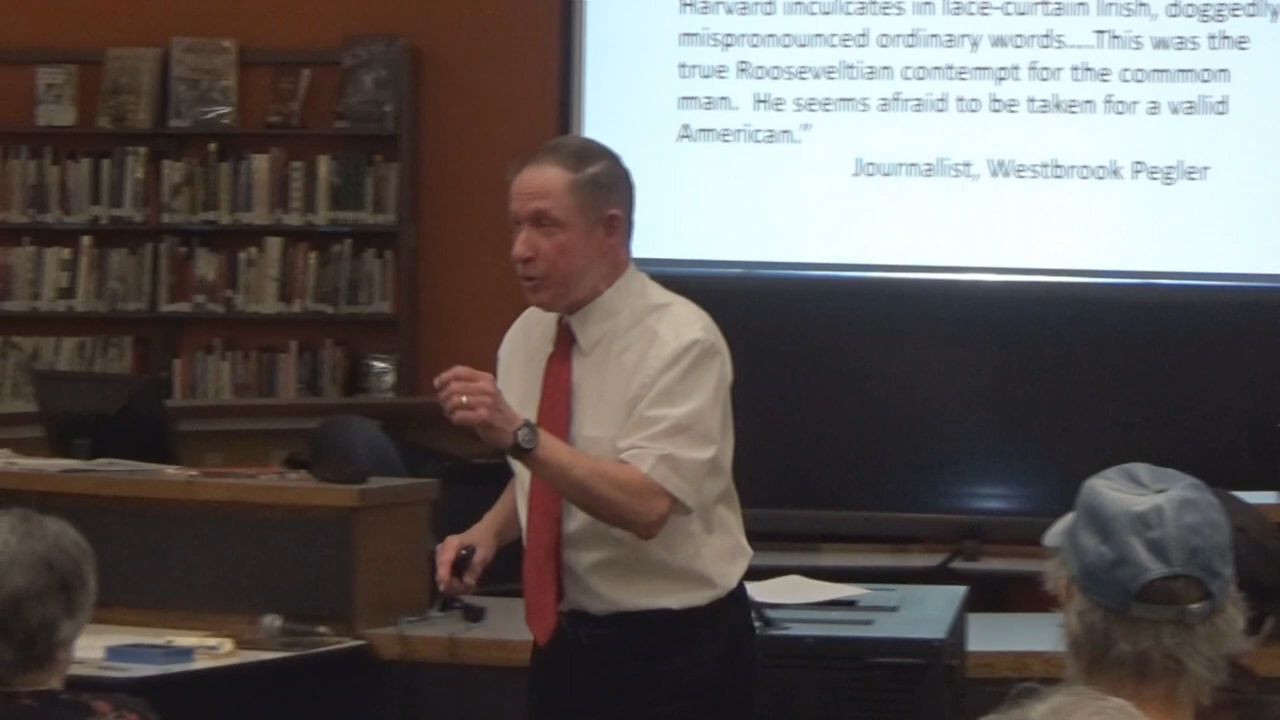 Harvard inculcates in lace-curtain Irish, doggedly
mispronounced ordinary words.....This was the
true Rooseveltian contempt for the common
man. He seems afraid to be taken for a valid
American."
Journalist, Westbrook Pegler